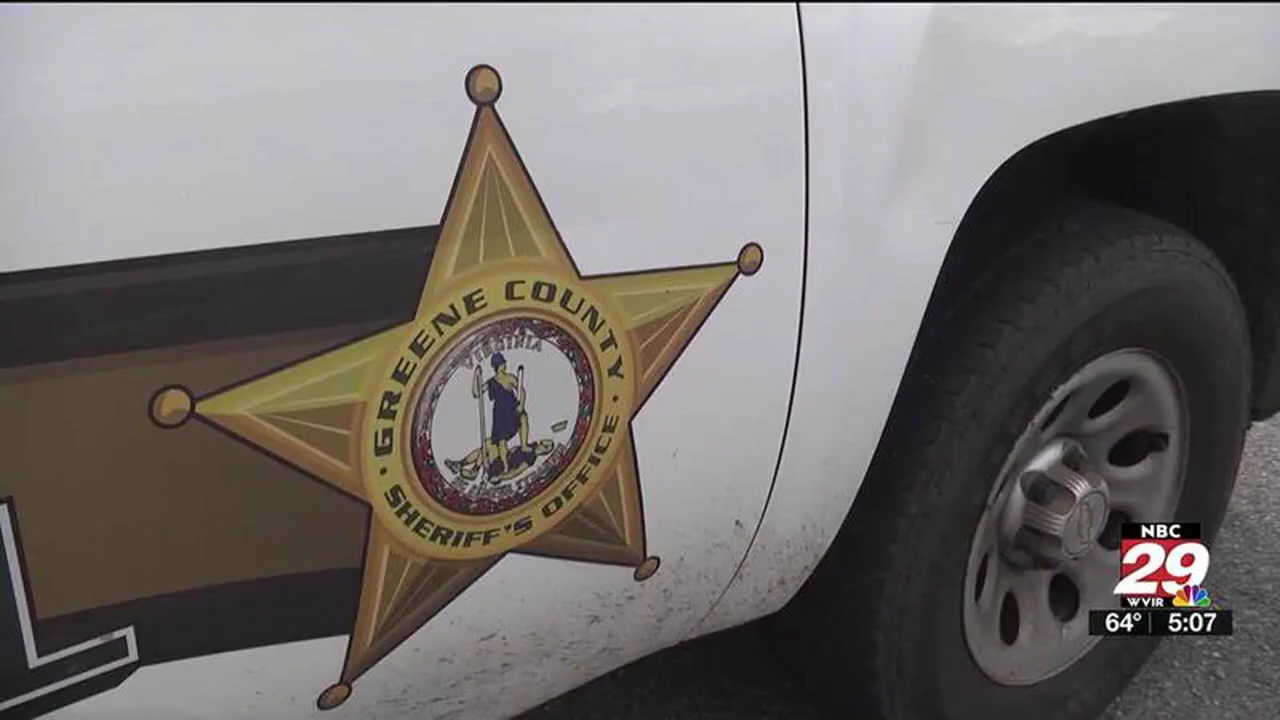 GREENE COUNTY
· SHERIFF'S OFFICE ·
VIRGINIA
L
NBC
29
WVIR
64° 5:07